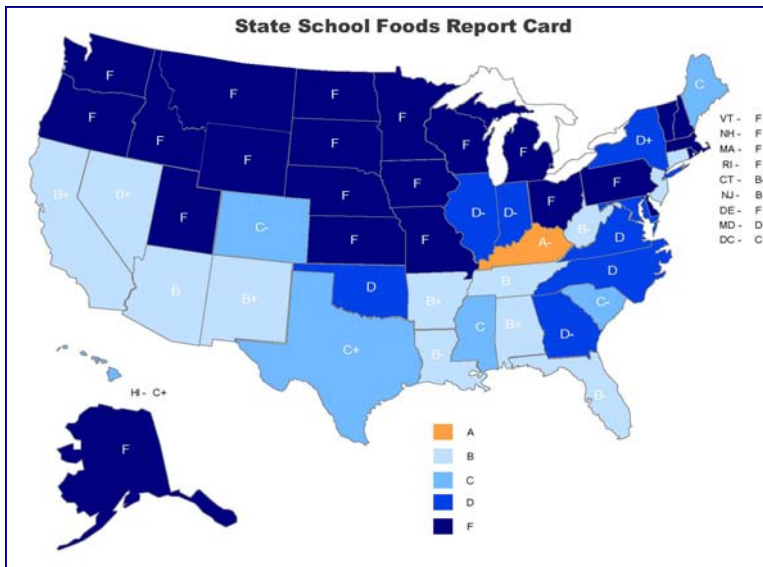 State School Foods Report Card
F
F
F
F
C
F
F
F
F
F
F
D+
F
F
F
F
F
F
B+
B+
F
C-
D-
D-
A-
B-
D
F
F
D
B
D
B
B+
B+
C-
C
B+
D-
C+
B-
B-
VT - F
NH - F
MA - F
RI - F
CT - B-
NJ - B
DE - F
MD - D
DC - C
HI - C+
F
A
B
C
D
F